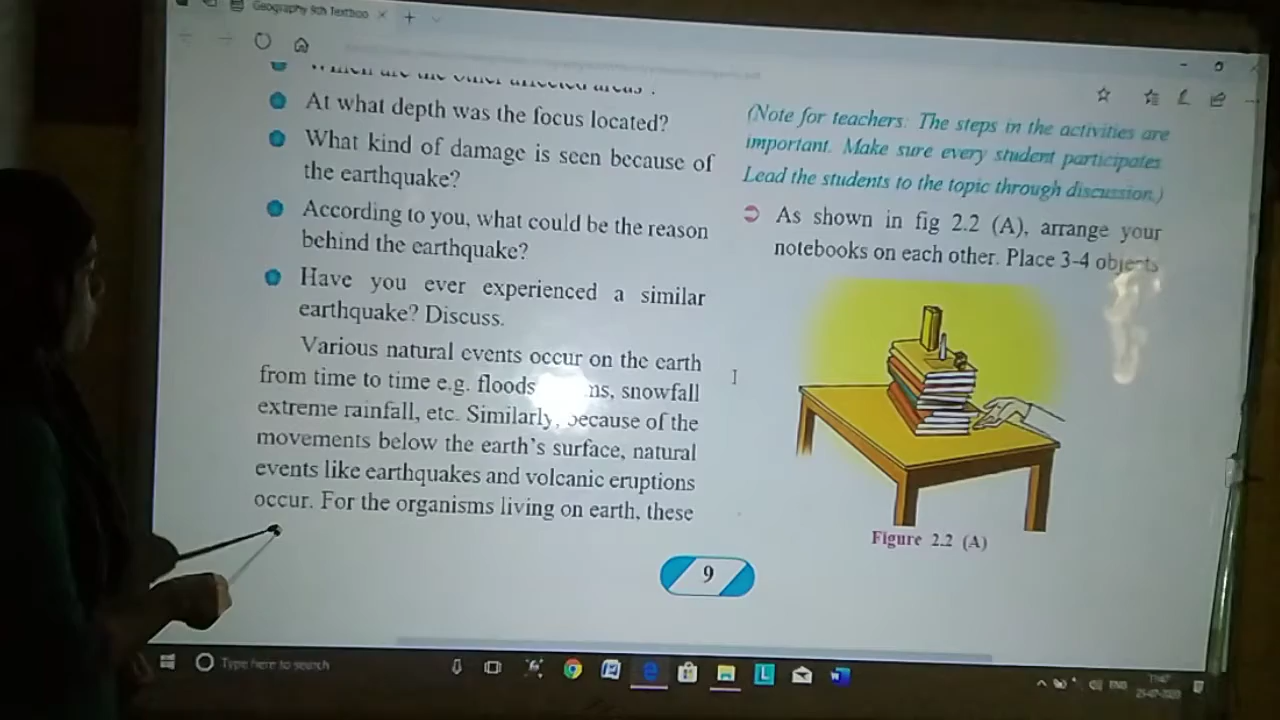 Geography 9th Textboo
At what depth was the focus located?
What kind of damage is seen because of
the earthquake?
According to you, what could be the reason
behind the earthquake?
Have you ever experienced a similar
earthquake? Discuss.
Various natural events occur on the earth
from time to time e.g. floods ns, snowfall
extreme rainfall, etc. Similarly, because of the
movements below the earth's surface, natural
events like earthquakes and volcanic eruptions
occur. For the organisms living on earth, these
(Note for teachers: The steps in the activities are
important. Make sure every student participates.
Lead the students to the topic through discussion.)
As shown in fig 2.2 (A), arrange your
notebooks on each other. Place 3-4 objects
Figure 2.2 (A)
9
Type here to search
ENG